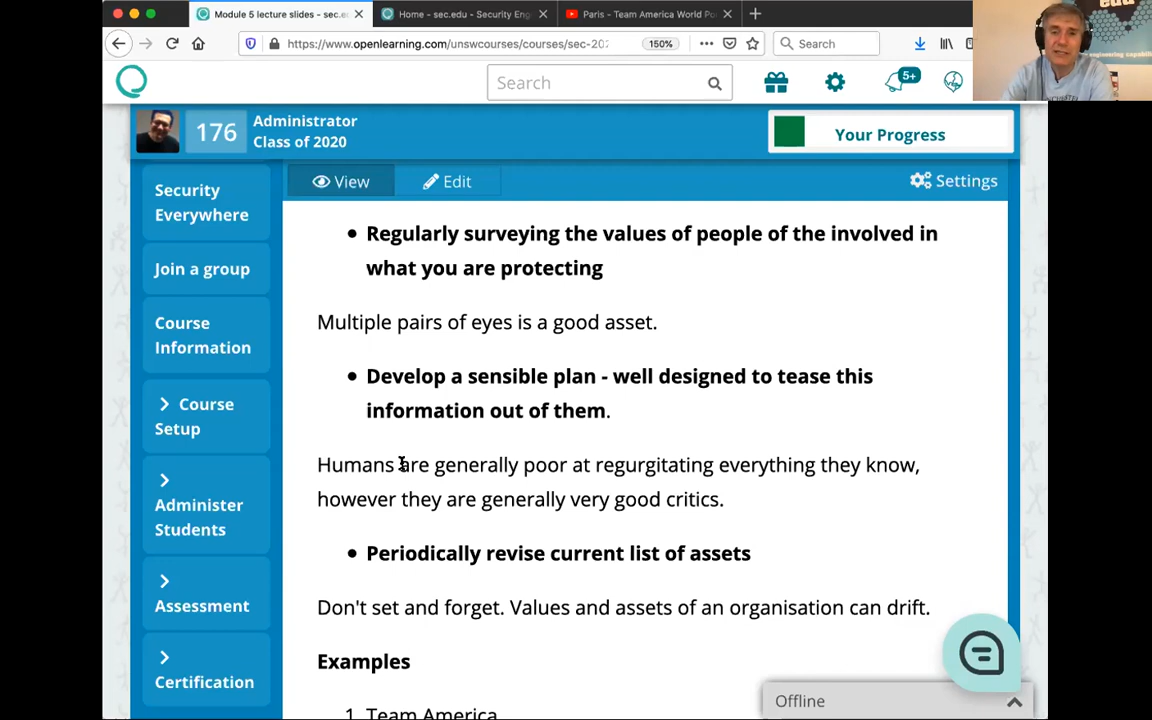 Module 5 lecture slides - sec.ec
Home - sec.edu - Security Eng
Paris - Team America World Po
https://www.openlearning.com/unswcourses/courses/sec-20
150%
Search
edu
Search
5+
176
Administrator
Class of 2020
Your Progress
View
Edit
Settings
Security
Everywhere
Join a group
Course
Information
Course
Setup
Administer
Students
Assessment
Certification
• Regularly surveying the values of people of the involved in
what you are protecting
Multiple pairs of eyes is a good asset.
• Develop a sensible plan - well designed to tease this
information out of them.
Humans are generally poor at regurgitating everything they know,
however they are generally very good critics.
• Periodically revise current list of assets
Don't set and forget. Values and assets of an organisation can drift.
Examples
1. Team America
Offline